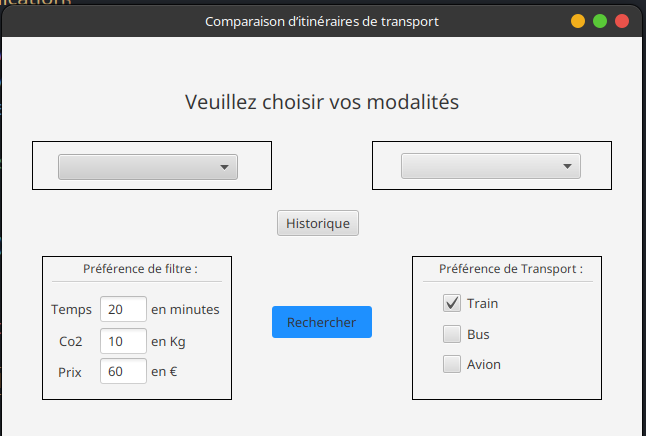 Comparaison d'itinéraires de transport
Veuillez choisir vos modalités
Historique
Préférence de filtre :
Temps 20 en minutes
Co2 10 en Kg
Prix 60 en €
Rechercher
Préférence de Transport :
Train
Bus
Avion